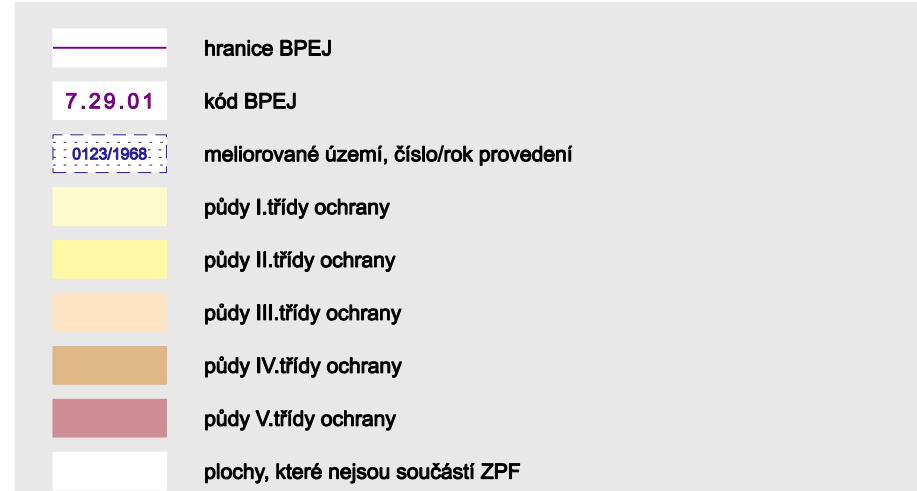 hranice BPEJ
7.29.01 kód BPEJ
0123/1968 meliorované území, číslo/rok provedení
půdy I.třídy ochrany
půdy II.třídy ochrany
půdy III.třídy ochrany
půdy IV.třídy ochrany
půdy V.třídy ochrany
plochy, které nejsou součástí ZPF